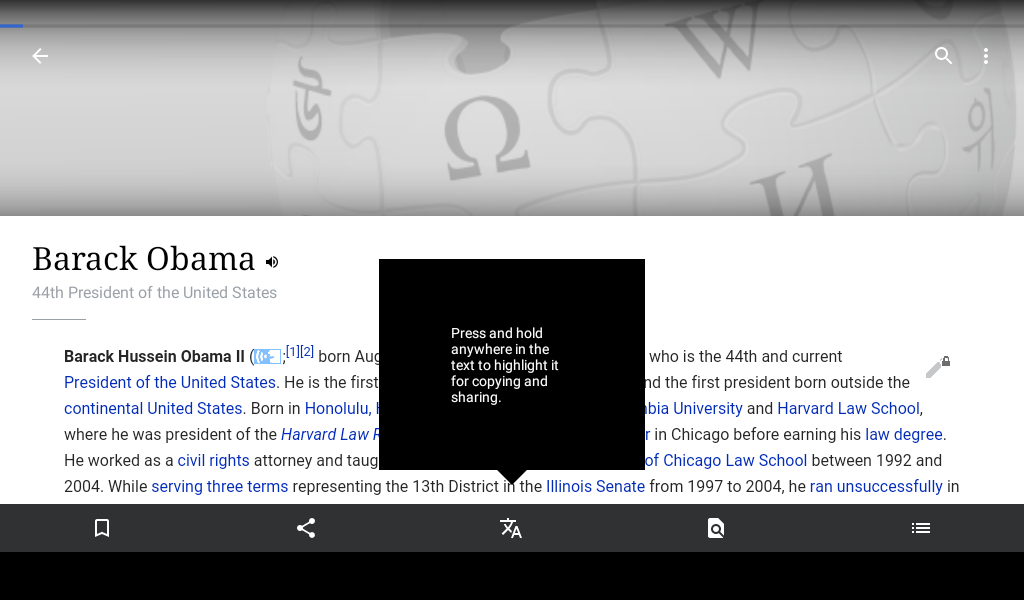 Barack Obama
44th President of the United States
Barack Hussein Obama II (;[1][2] born Aug who is the 44th and current
President of the United States. He is the first nd the first president born outside the
continental United States. Born in Honolulu, bia University and Harvard Law School,
where he was president of the Harvard Law R r in Chicago before earning his law degree.
He worked as a civil rights attorney and taug of Chicago Law School between 1992 and
2004. While serving three terms representing the 13th District in the Illinois Senate from 1997 to 2004, he ran unsuccessfully in
Press and hold
anywhere in the
text to highlight it
for copying and
sharing.